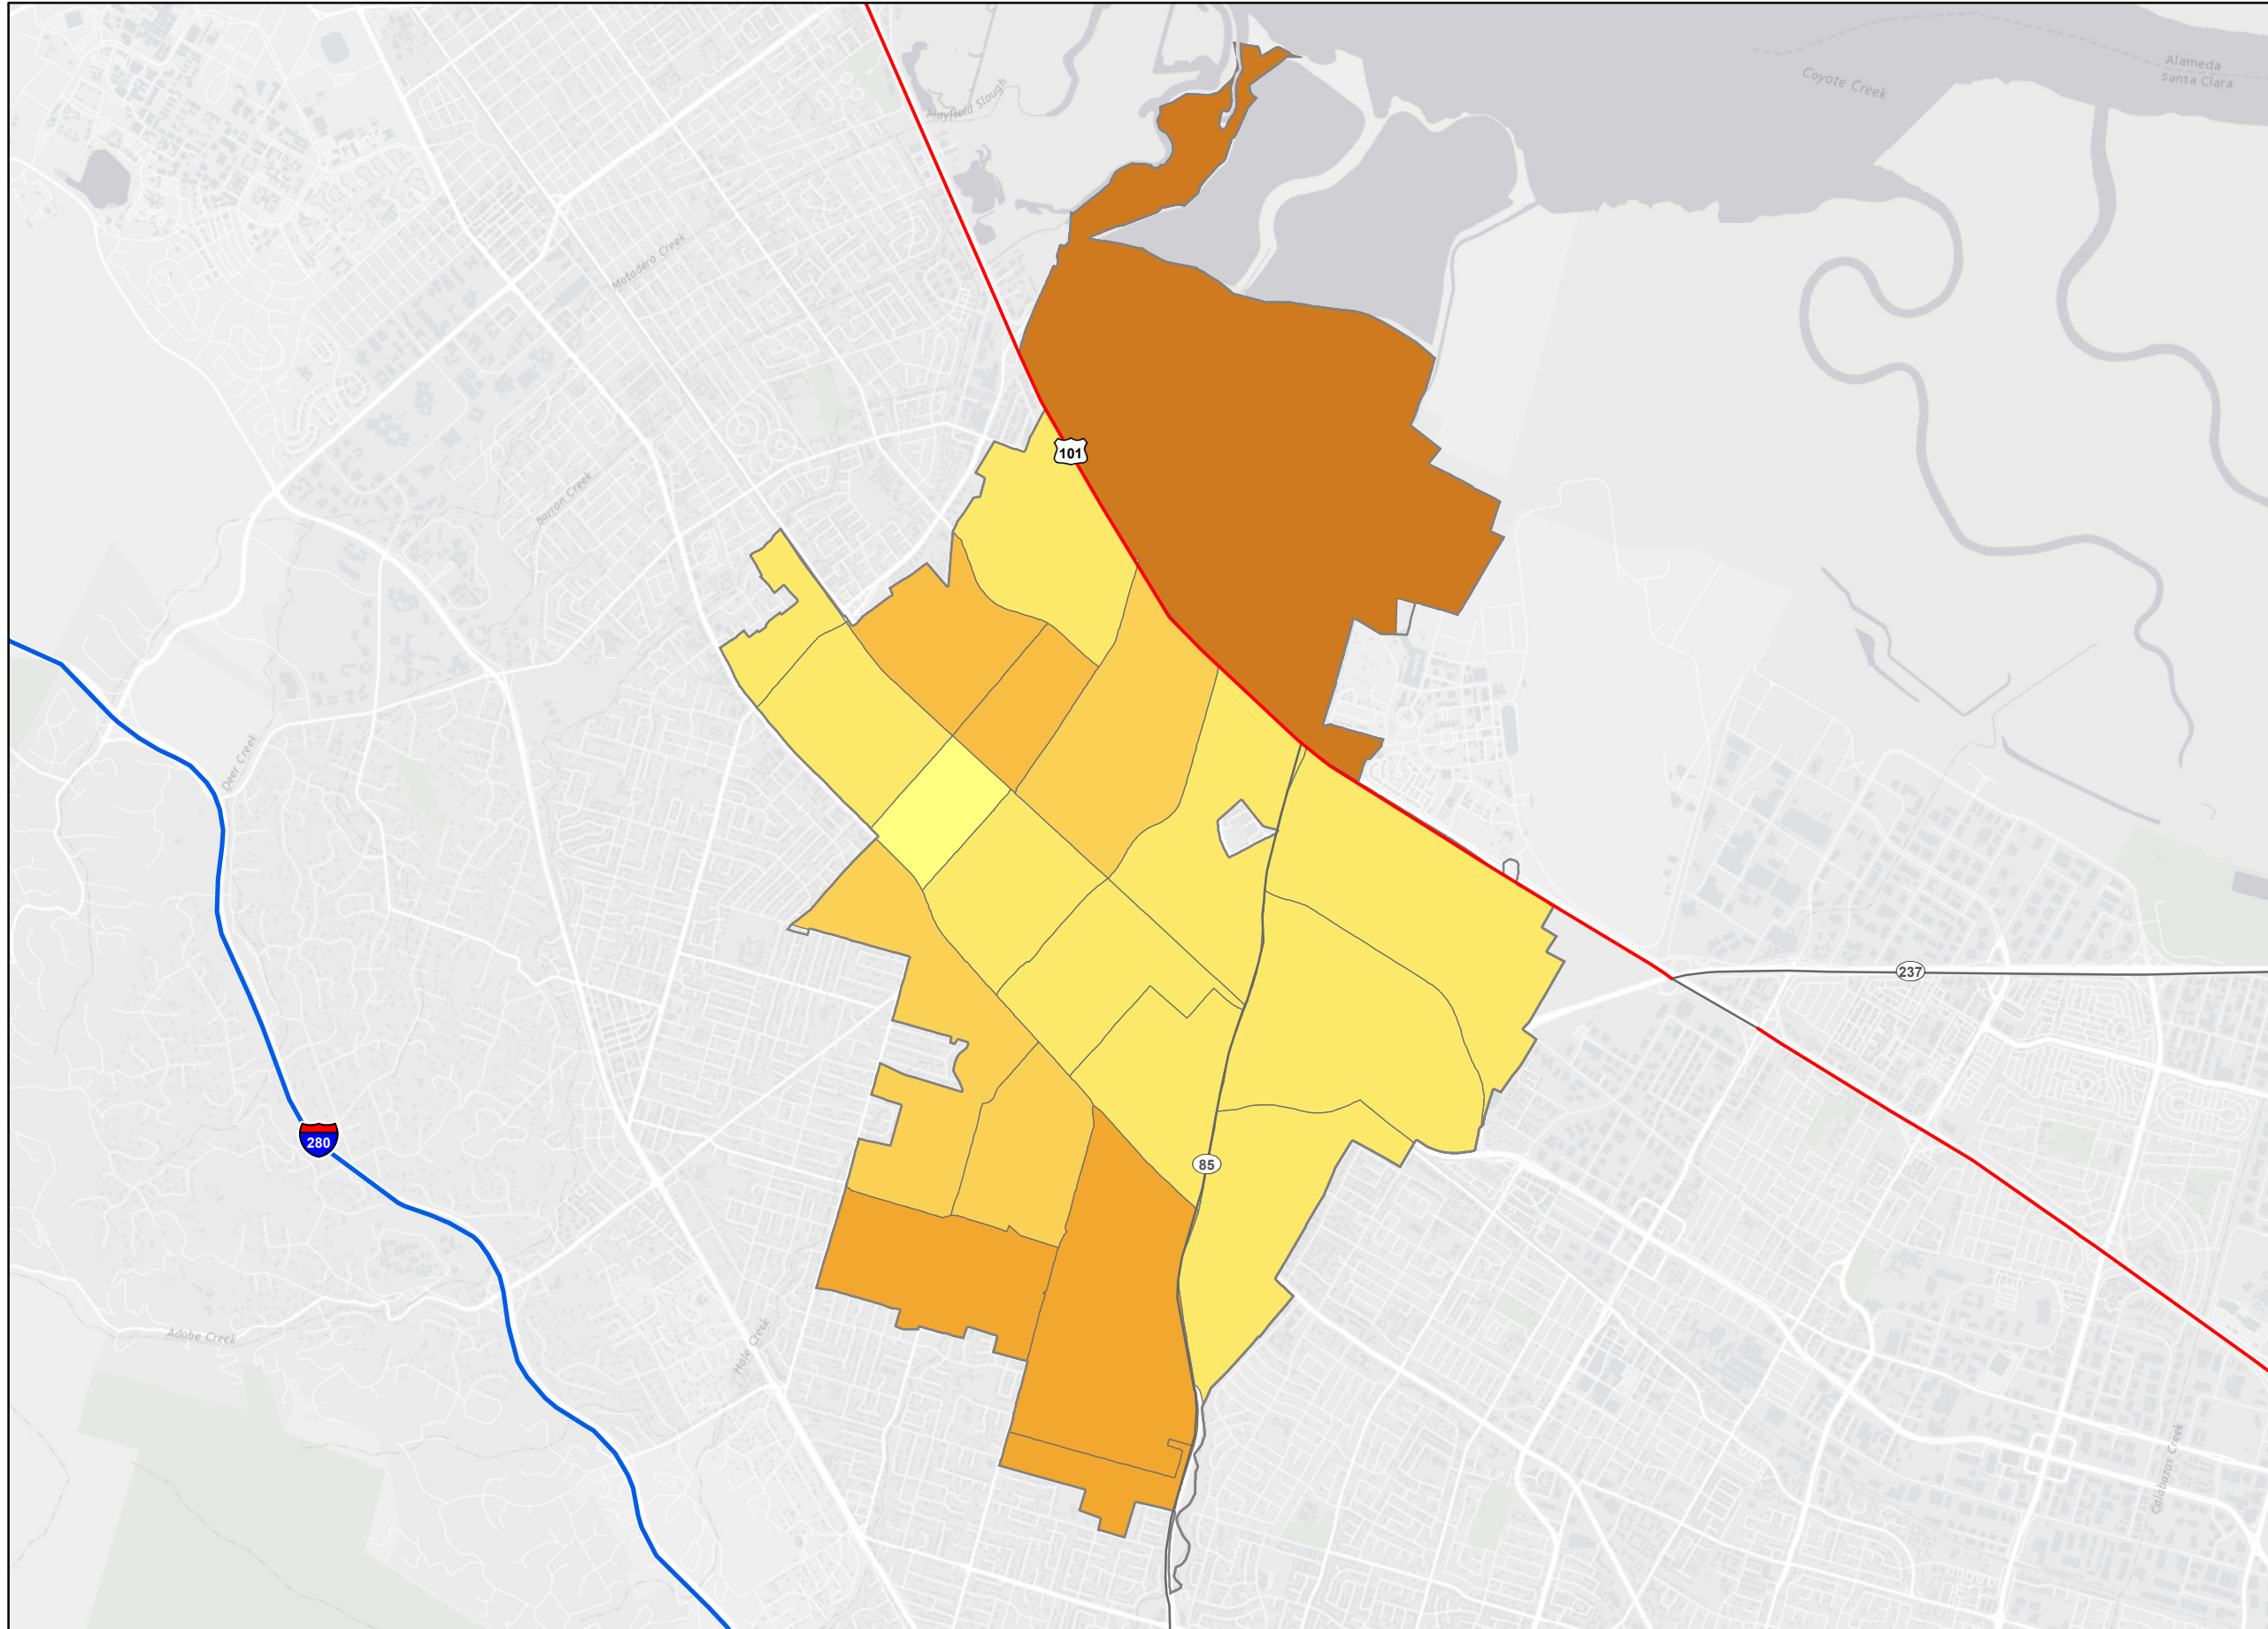 Alameda
Santa Clara
Coyote Creek
Mayfield Slough
Matadero Creek
101
Barron Creek
Deer Creek
237
280
85
Adobe Creek
Hale Creek
Calabazas Creek